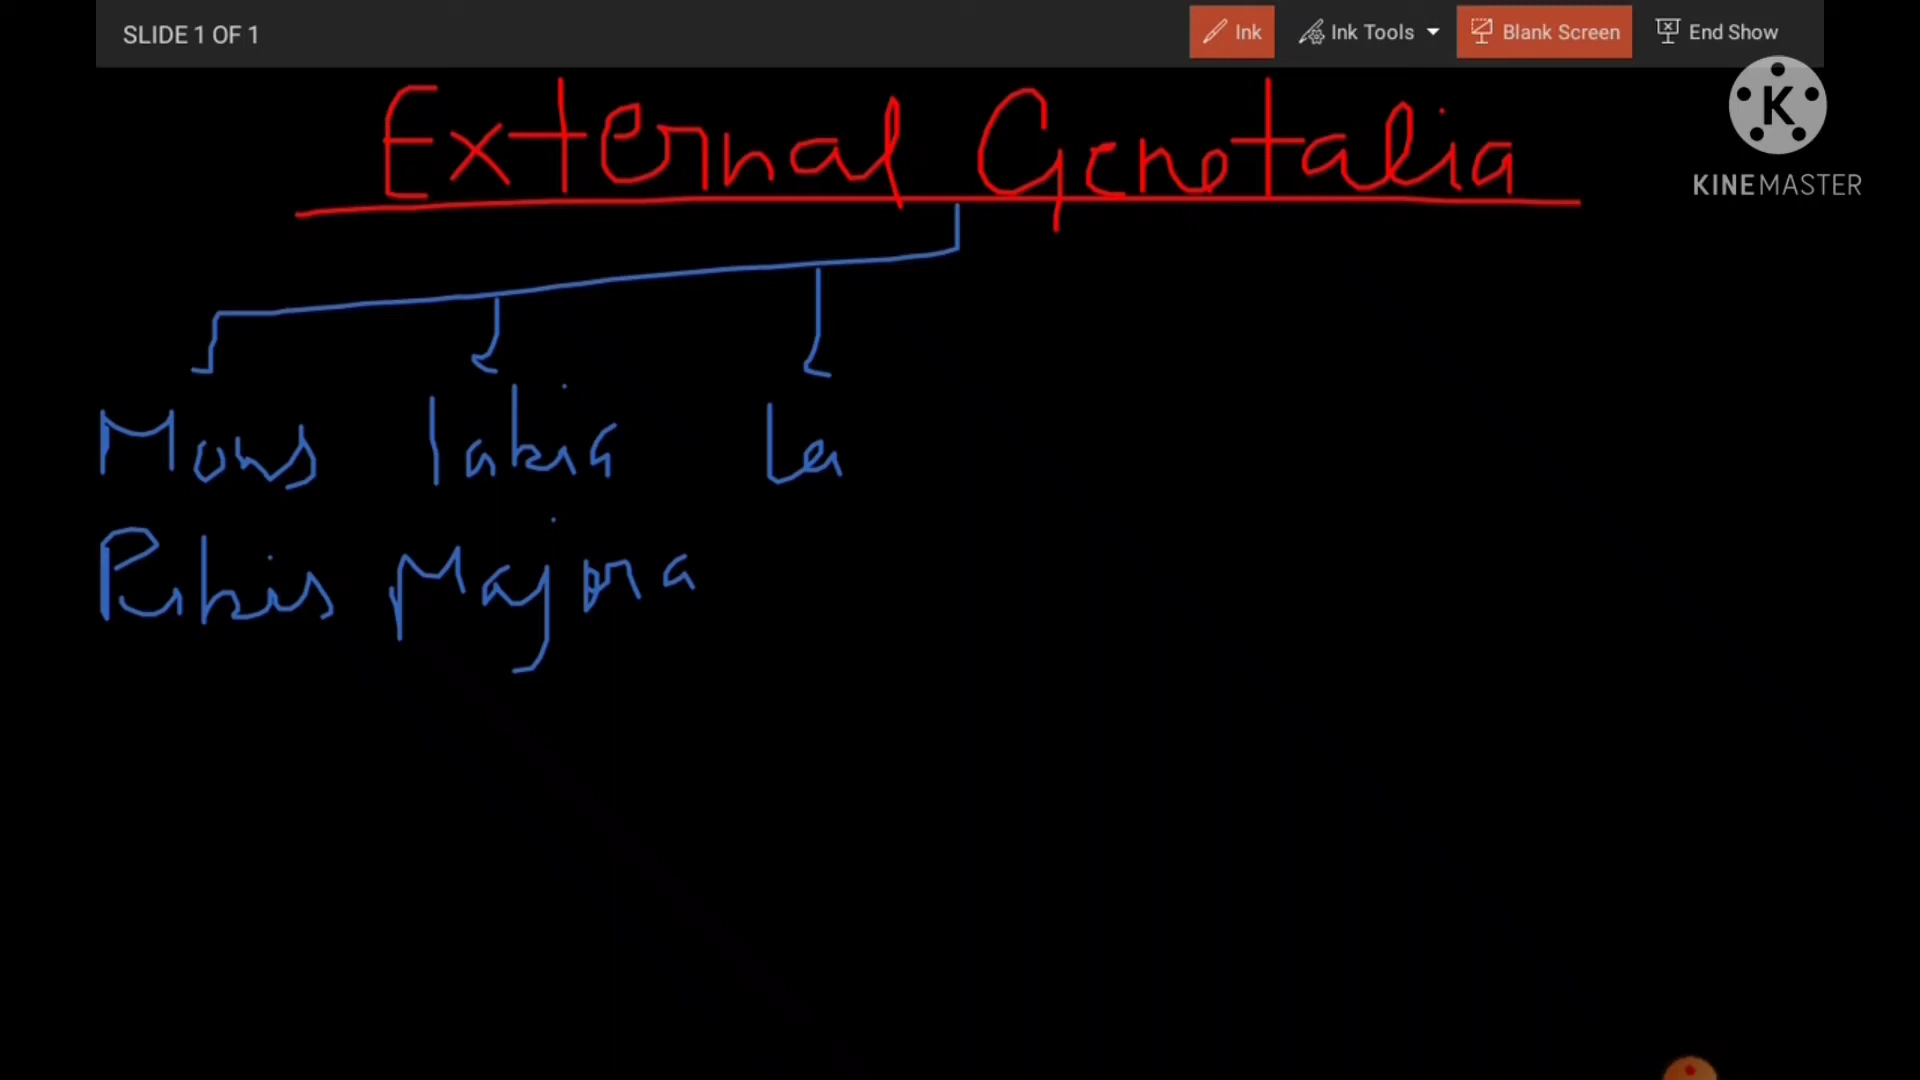 SLIDE 1 OF 1 Ink Ink Tools Blank Screen End Show
K
KINEMASTER
External Genetalia
Mons labia La
Pubis Majora